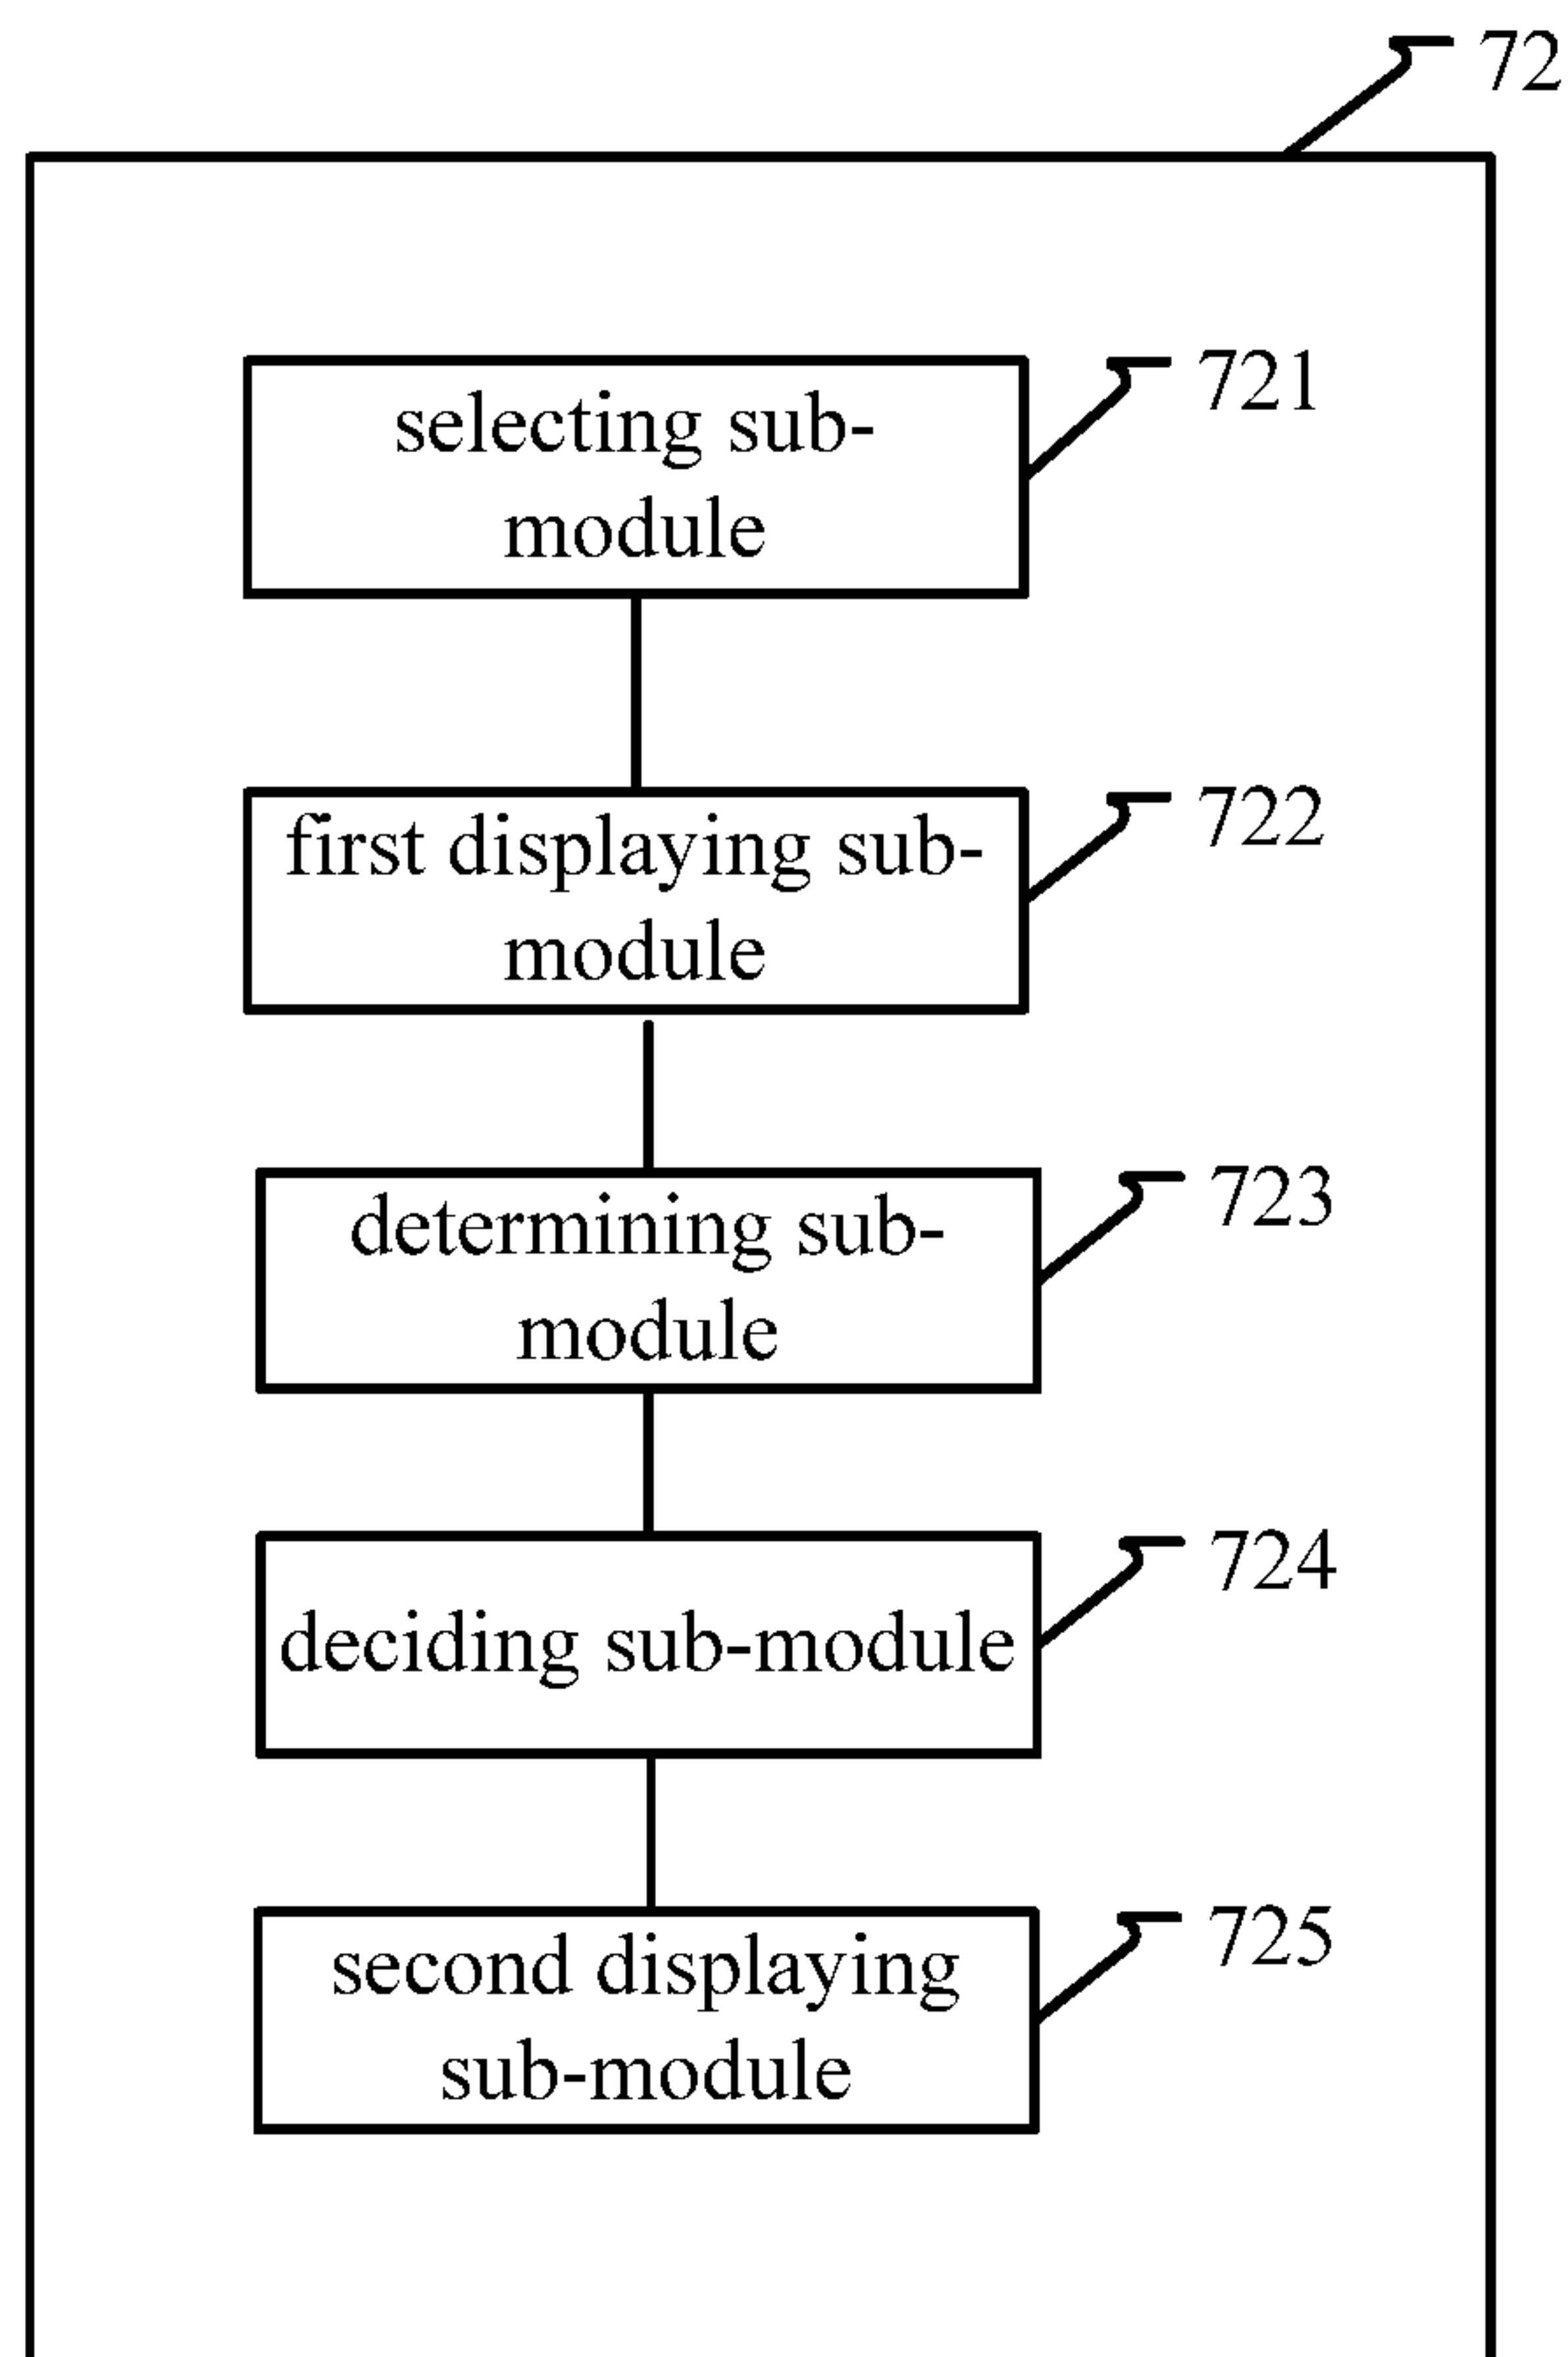 72
721
selecting sub-
module
722
first displaying sub-
module
723
determining sub-
module
724
deciding sub-module
725
second displaying
sub-module